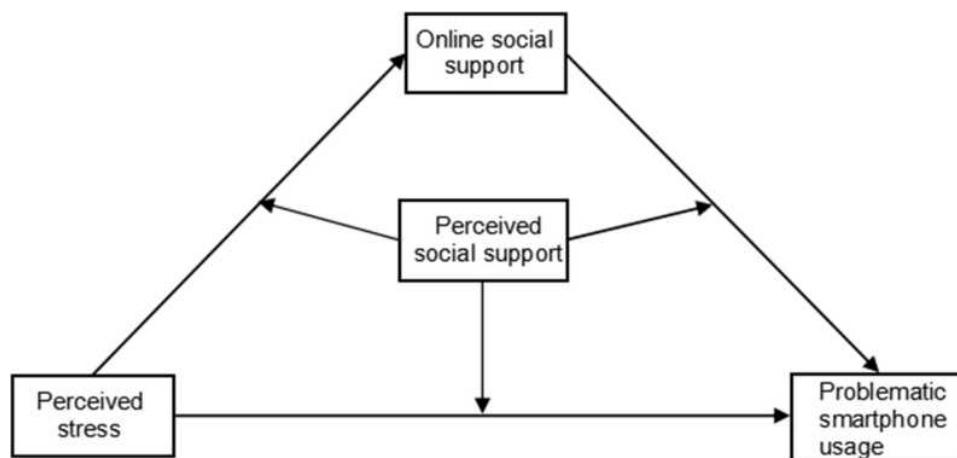 Online social
support
Perceived
social support
Perceived
stress
Problematic
smartphone
usage